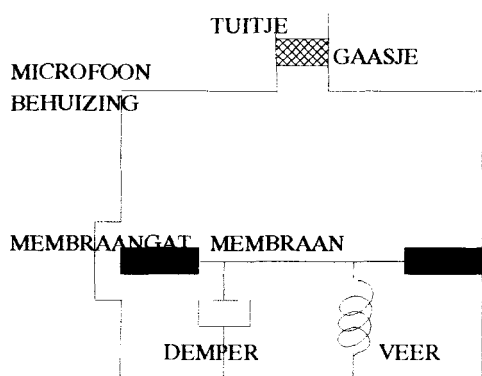 TUITJE
GAASJE
MICROFOON
BEHUIZING
MEMBRAANGAT MEMBRAAN
DEMPER VEER